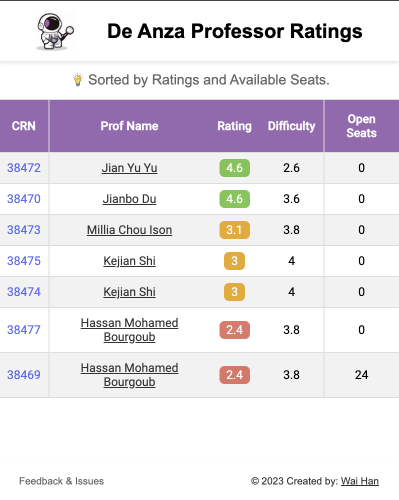 De Anza Professor Ratings
💡 Sorted by Ratings and Available Seats.
CRN Prof Name Rating Difficulty Open Seats
38472 Jian Yu Yu 4.6 2.6 0
38470 Jianbo Du 4.6 3.6 0
38473 Millia Chou Ison 3.1 3.8 0
38475 Kejian Shi 3 4 0
38474 Kejian Shi 3 4 0
38477 Hassan Mohamed Bourgoub 2.4 3.8 0
38469 Hassan Mohamed Bourgoub 2.4 3.8 24
Feedback & Issues © 2023 Created by: Wai Han